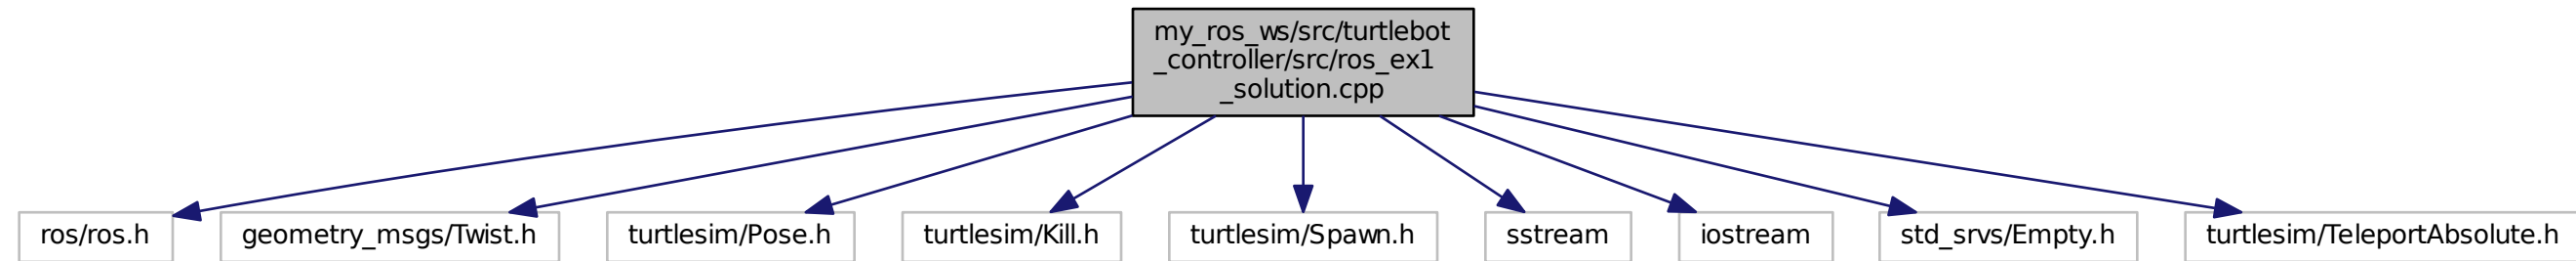 my_ros_ws/src/turtlebot
_controller/src/ros_ex1
_solution.cpp
ros/ros.h
geometry_msgs/Twist.h
turtlesim/Pose.h
turtlesim/Kill.h
turtlesim/Spawn.h
sstream
iostream
std_srvs/Empty.h
turtlesim/TeleportAbsolute.h